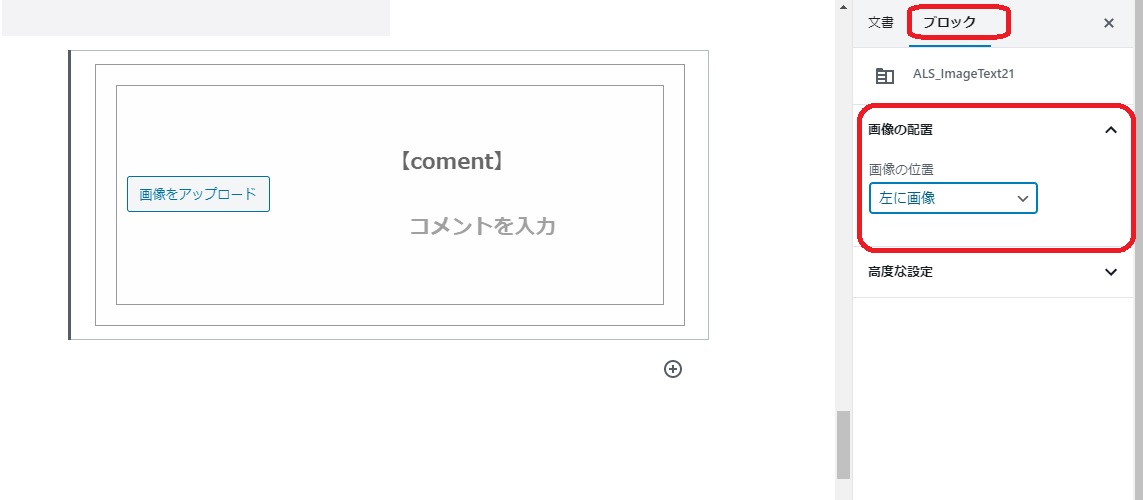 【coment】
画像をアップロード
コメントを入力
文書 ブロック
ALS_ImageText21
画像の配置
画像の位置
左に画像
高度な設定